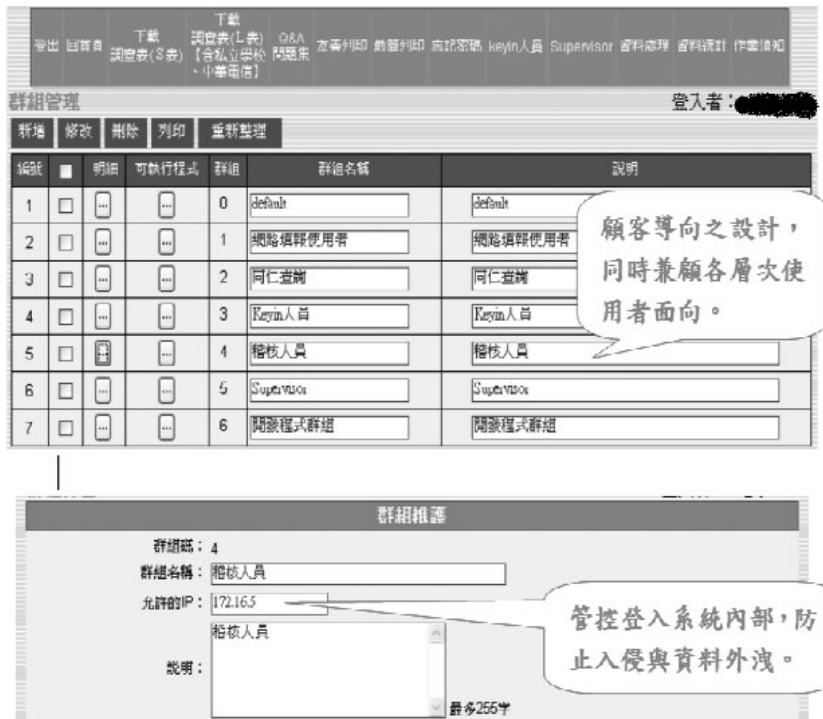 下載
登出 回首頁 下載 調查表(L表) Q&A 友善列印 前題列印 忘記密碼 keyin人員 Supervisor 資料處理 資料統計 作業須知
調查表(S表) 【含私立學校 問題集
、中華電信】
群組管理 登入者：
新增 修改 刪除 列印 重新整理
編號 明細 可執行程式 群組 群組名稱 說明
1 ... ... 0 default default
2 ... ... 1 網路填報使用者 網路填報使用者
3 ... ... 2 同仁查詢 同仁查詢
4 ... ... 3 Keyin人員 Keyin人員
5 ... ... 4 稽核人員 稽核人員
6 ... ... 5 Supervisor Supervisor
7 ... ... 6 開發程式群組 開發程式群組
顧客導向之設計，
同時兼顧各層次使
用者面向。
群組維護
群組碼： 4
群組名稱： 稽核人員
允許的IP： 172.16.5
說明： 稽核人員
最多255字
管控登入系統內部，防
止入侵與資料外洩。